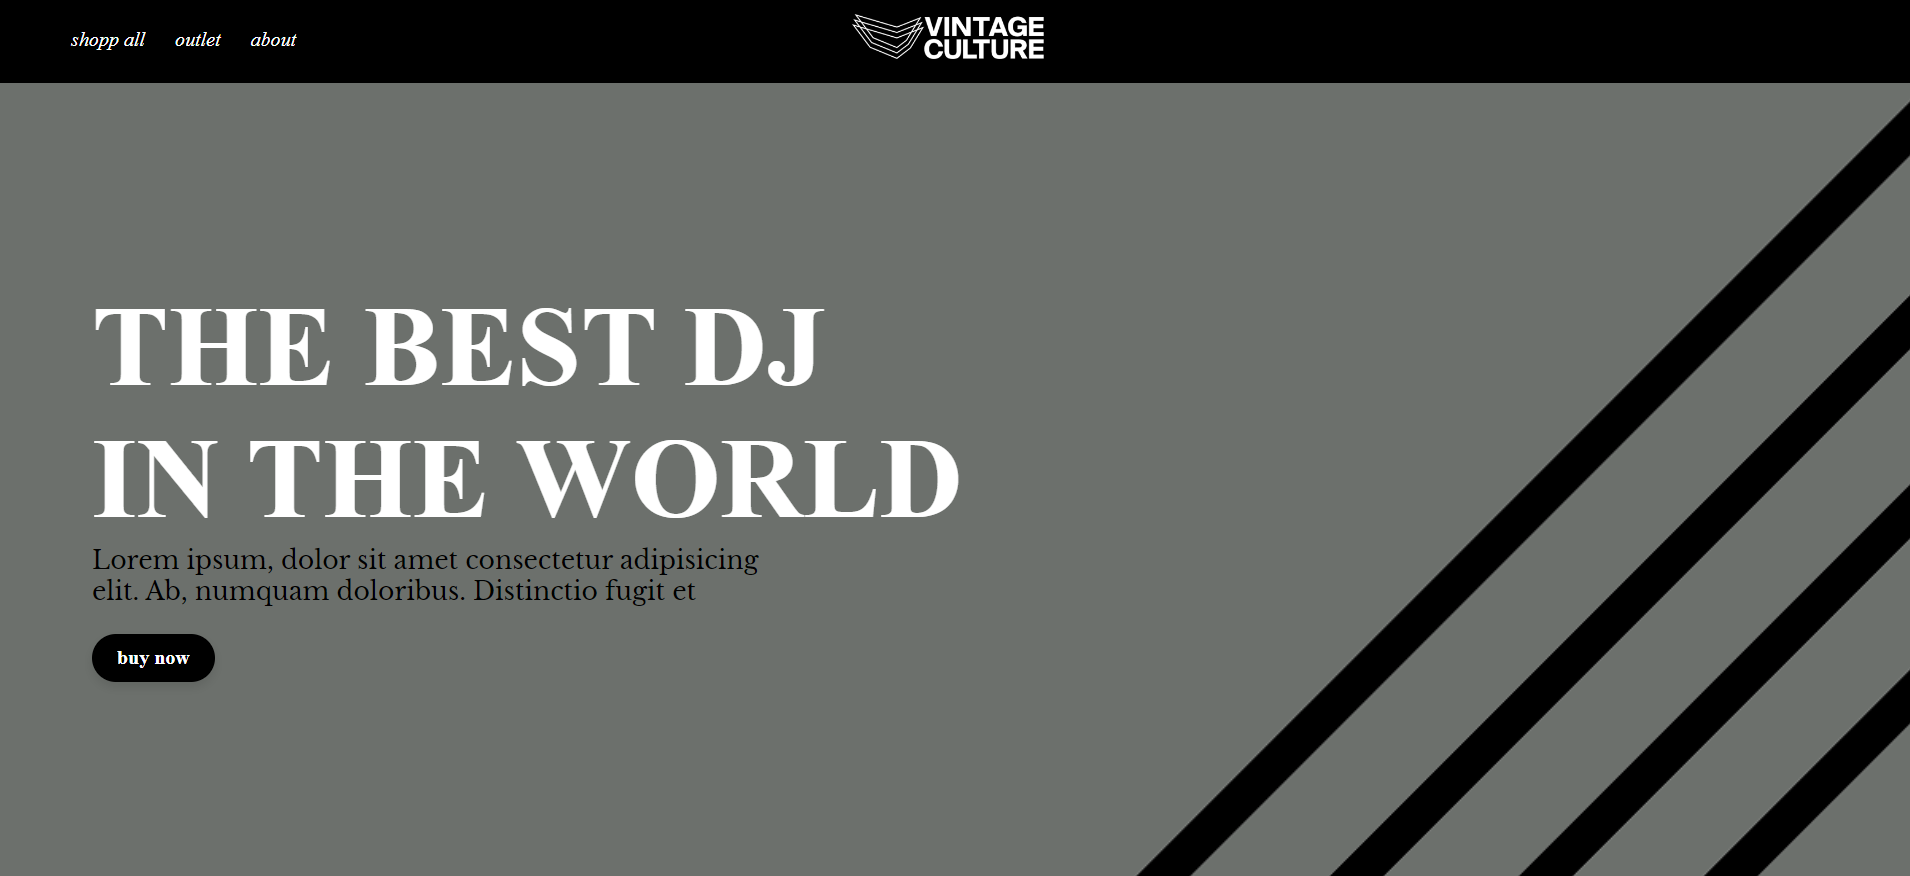 shopp all outlet about
VINTAGE
CULTURE
THE BEST DJ
IN THE WORLD
Lorem ipsum, dolor sit amet consectetur adipisicing
elit. Ab, numquam doloribus. Distinctio fugit et
buy now